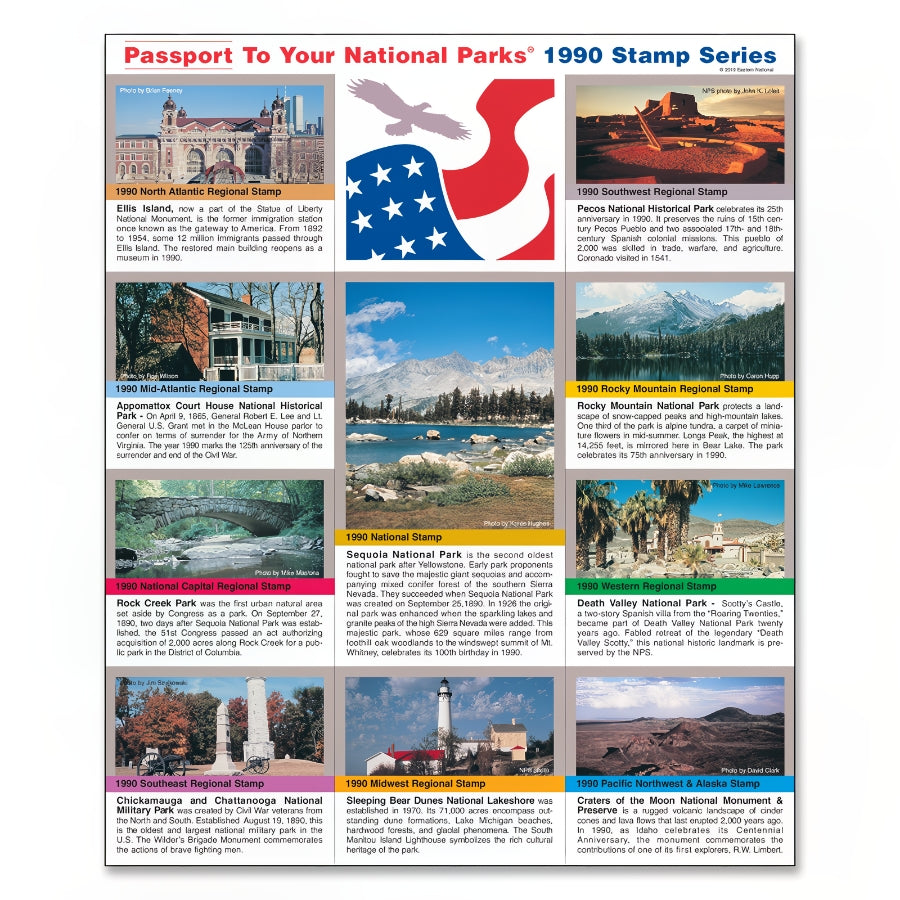 Passport To Your National Parks® 1990 Stamp Series
© 2019 Eastern National
Photo by Brian Feeney
1990 North Atlantic Regional Stamp
Ellis Island, now a part of the Statue of Liberty
National Monument, is the former immigration station
once known as the gateway to America. From 1892
to 1954, some 12 million immigrants passed through
Ellis Island. The restored main building reopens as a
museum in 1990.
NPS photo by John K.
1990 Southwest Regional Stamp
Pecos National Historical Park celebrates its 25th
anniversary in 1990. It preserves the ruins of 15th cen-
tury Pecos Pueblo and two associated 17th- and 18th-
century Spanish colonial missions. This pueblo of
2,000 was skilled in trade, warfare, and agriculture.
Coronado visited in 1541.
Photo by Wilson
1990 Mid-Atlantic Regional Stamp
Appomattox Court House National Historical
Park - On April 9, 1865, General Robert E. Lee and Lt.
General U.S. Grant met in the McLean House parlor to
confer on terms of surrender for the Army of Northern
Virginia. The year 1990 marks the 125th anniversary of the
surrender and end of the Civil War.
Photo by Karen Hughes
1990 National Stamp
Sequoia National Park is the second oldest
national park after Yellowstone. Early park proponents
fought to save the majestic giant sequoias and accom-
panying mixed conifer forest of the southern Sierra
Nevada. They succeeded when Sequoia National Park
was created on September 25,1890. In 1926 the origi-
nal park was enhanced when the sparkling lakes and
granite peaks of the high Sierra Nevada were added. This
majestic park, whose 629 square miles range from
foothill oak woodlands to the windswept summit of Mt.
Whitney, celebrates its 100th birthday in 1990.
Photo by Caron Hupp
1990 Rocky Mountain Regional Stamp
Rocky Mountain National Park protects a land-
scape of snow-capped peaks and high-mountain lakes.
One third of the park is alpine tundra, a carpet of minia-
ture flowers in mid-summer. Longs Peak, the highest at
14,255 feet, is mirrored here in Bear Lake. The park
celebrates its 75th anniversary in 1990.
Photo by Mike
1990 National Capital Regional Stamp
Rock Creek Park was the first urban natural area
set aside by Congress as a park. On September 27,
1890, two days after Sequoia National Park was estab-
lished, the 51st Congress passed an act authorizing
acquisition of 2,000 acres along Rock Creek for a pub-
lic park in the District of Columbia.
Photo by Mike Lawrence
1990 Western Regional Stamp
Death Valley National Park - Scotty's Castle,
a two-story Spanish villa from the "Roaring Twenties,"
became part of Death Valley National Park twenty
years ago. Fabled retreat of the legendary "Death
Valley Scotty," this national historic landmark is pre-
served by the NPS.
Photo by Jim
1990 Southeast Regional Stamp
Chickamauga and Chattanooga National
Military Park was created by Civil War veterans from
the North and South. Established August 19, 1890, this
is the oldest and largest national military park in the
U.S. The Wilder's Brigade Monument commemorates
the actions of brave fighting men.
NPS photo
1990 Midwest Regional Stamp
Sleeping Bear Dunes National Lakeshore was
established in 1970. Its 71,000 acres encompass out-
standing dune formations, Lake Michigan beaches,
hardwood forests, and glacial phenomena. The South
Manitou Island Lighthouse symbolizes the rich cultural
heritage of the park.
Photo by David Clark
1990 Pacific Northwest & Alaska Stamp
Craters of the Moon National Monument &
Preserve is a rugged volcanic landscape of cinder
cones and lava flows that last erupted 2,000 years ago.
In 1990, as Idaho celebrates its Centennial
Anniversary, the monument commemorates the
contributions of one of its first explorers, R.W. Limbert.